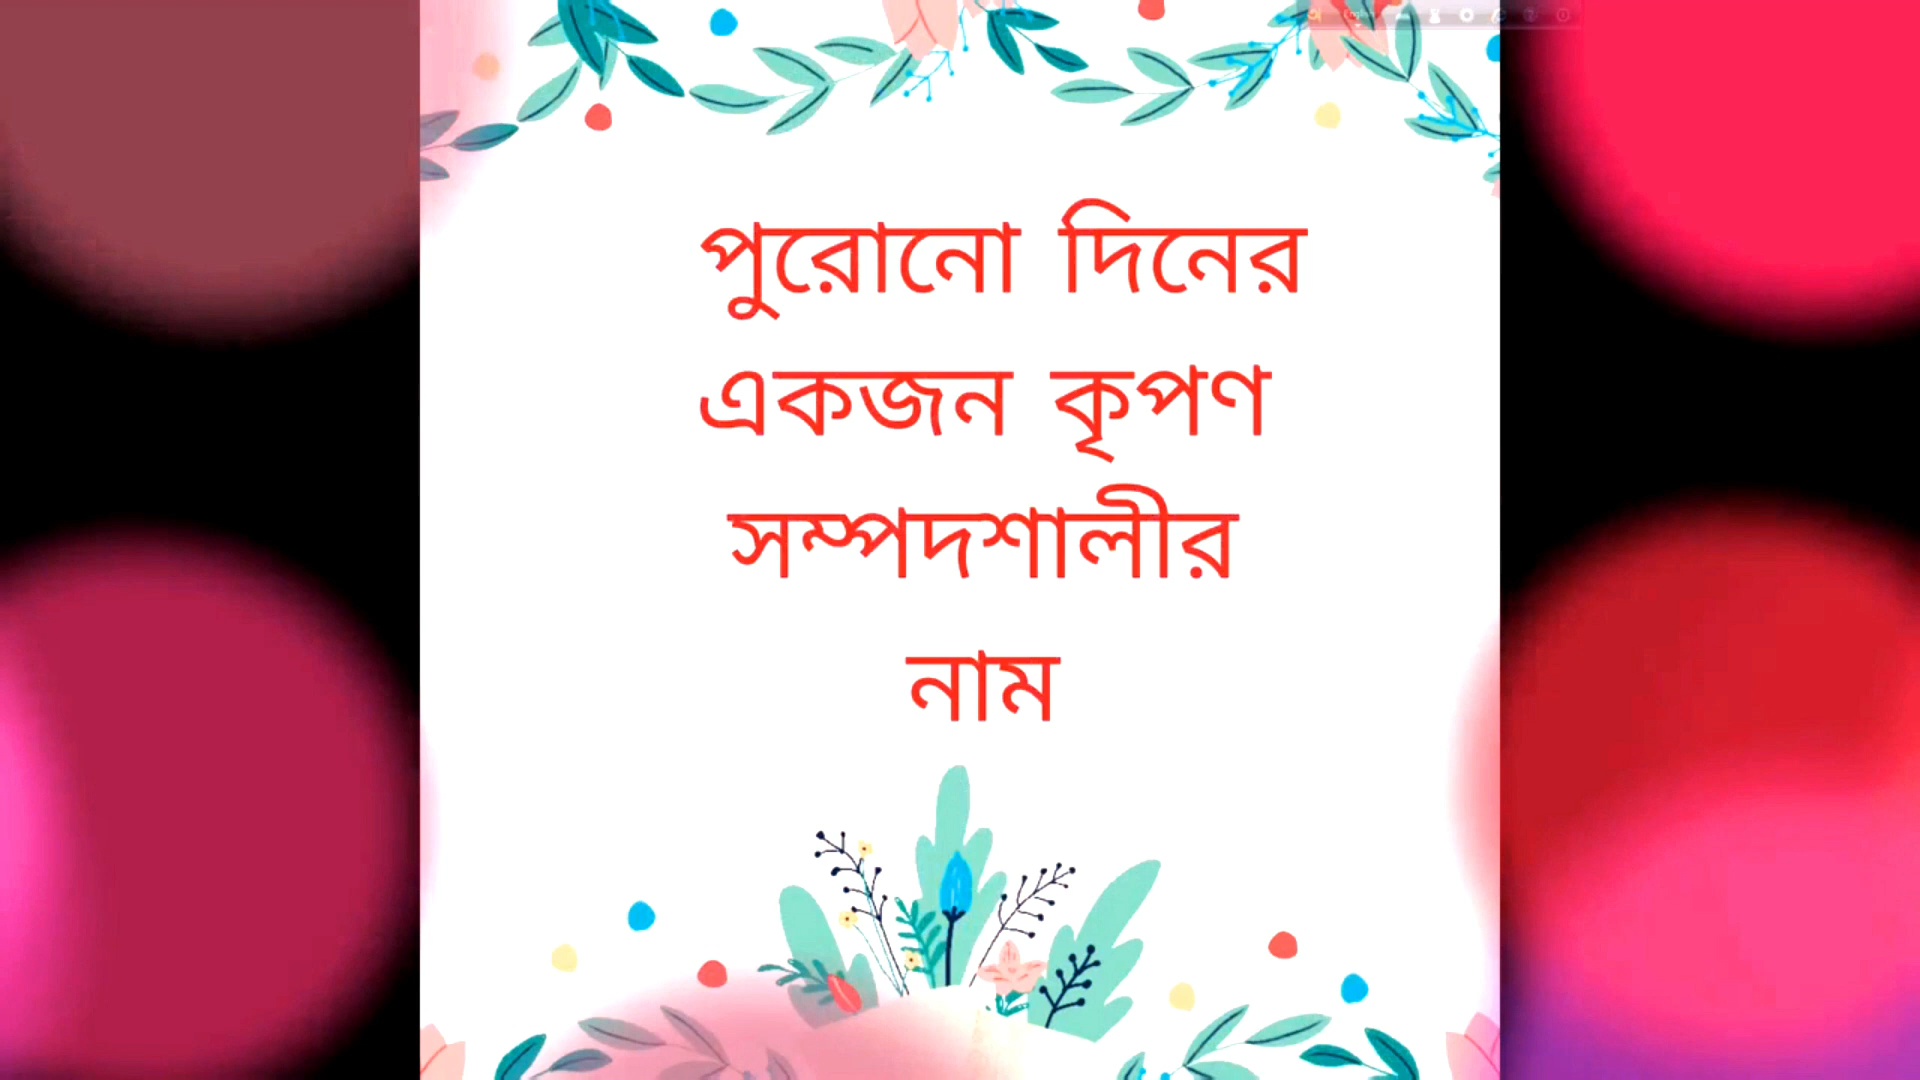 পুরোনো দিনের
একজন কৃপণ
সম্পদশালীর
নাম